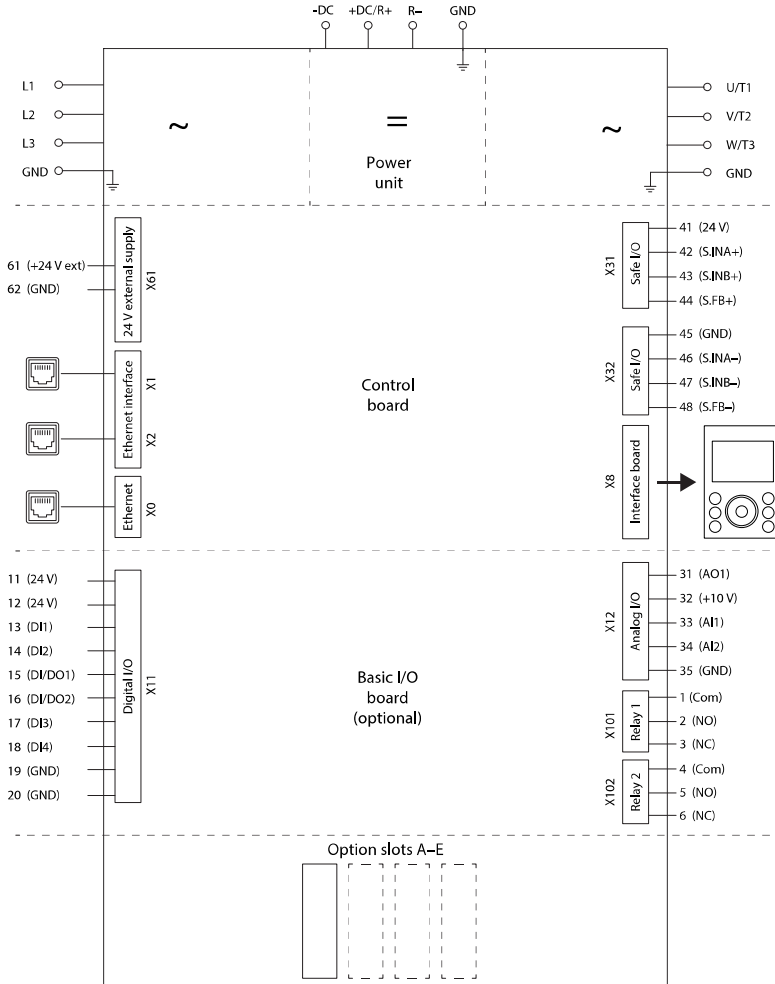 -DC +DC/R+ R– GND
L1
L2
L3
GND
~
=
~
Power
unit
U/T1
V/T2
W/T3
GND
61 (+24 V ext)
62 (GND)
24 V external supply
X61
Ethernet interface
X1
X2
Ethernet
X0
Control
board
X31
Safe I/O
41 (24 V)
42 (S.INA+)
43 (S.INB+)
44 (S.FB+)
X32
Safe I/O
45 (GND)
46 (S.INA–)
47 (S.INB–)
48 (S.FB–)
X8
Interface board
11 (24 V)
12 (24 V)
13 (DI1)
14 (DI2)
15 (DI/DO1)
16 (DI/DO2)
17 (DI3)
18 (DI4)
19 (GND)
20 (GND)
Digital I/O
X11
Basic I/O
board
(optional)
X12
Analog I/O
31 (AO1)
32 (+10 V)
33 (AI1)
34 (AI2)
35 (GND)
X101
Relay 1
1 (Com)
2 (NO)
3 (NC)
X102
Relay 2
4 (Com)
5 (NO)
6 (NC)
Option slots A–E